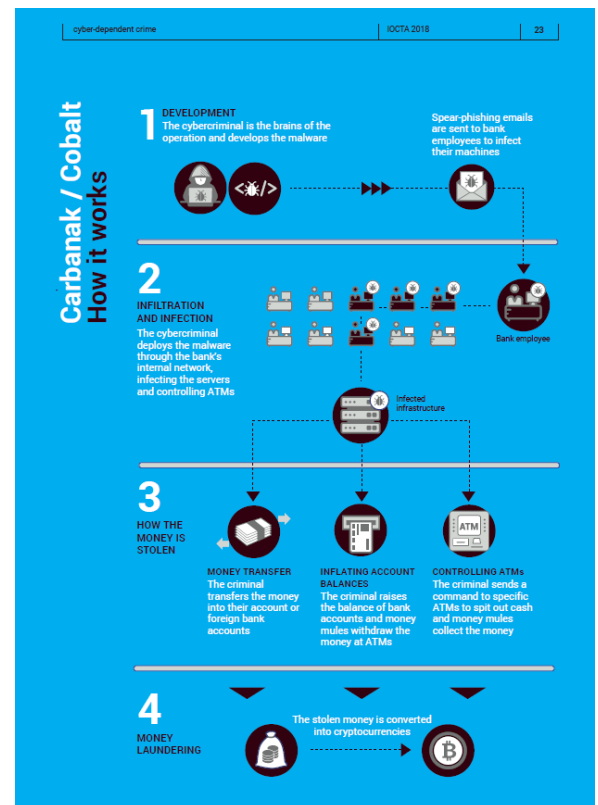 cyber-dependent crime
IOCTA 2018
23
Carbanak / Cobalt
How it works
1
DEVELOPMENT
The cybercriminal is the brains of the
operation and develops the malware
Spear-phishing emails
are sent to bank
employees to infect
their machines
2
INFILTRATION
AND INFECTION
The cybercriminal
deploys the malware
through the bank's
internal network,
infecting the servers
and controlling ATMs
Bank employee
Infected
infrastructure
3
HOW THE
MONEY IS
STOLEN
ATM
MONEY TRANSFER
The criminal
transfers the money
into their account or
foreign bank
accounts
INFLATING ACCOUNT
BALANCES
The criminal raises
the balance of bank
accounts and money
mules withdraw the
money at ATMs
CONTROLLING ATMs
The criminal sends a
command to specific
ATMs to spit out cash
and money mules
collect the money
4
MONEY
LAUNDERING
The stolen money is converted
into cryptocurrencies